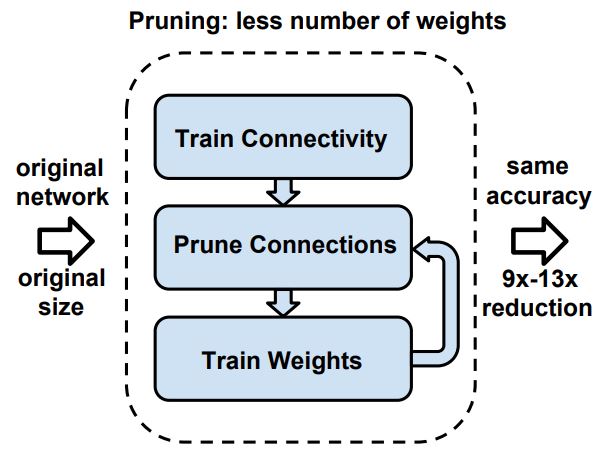 Pruning: less number of weights
original
network
original
size
Train Connectivity
Prune Connections
Train Weights
same
accuracy
9x-13x
reduction